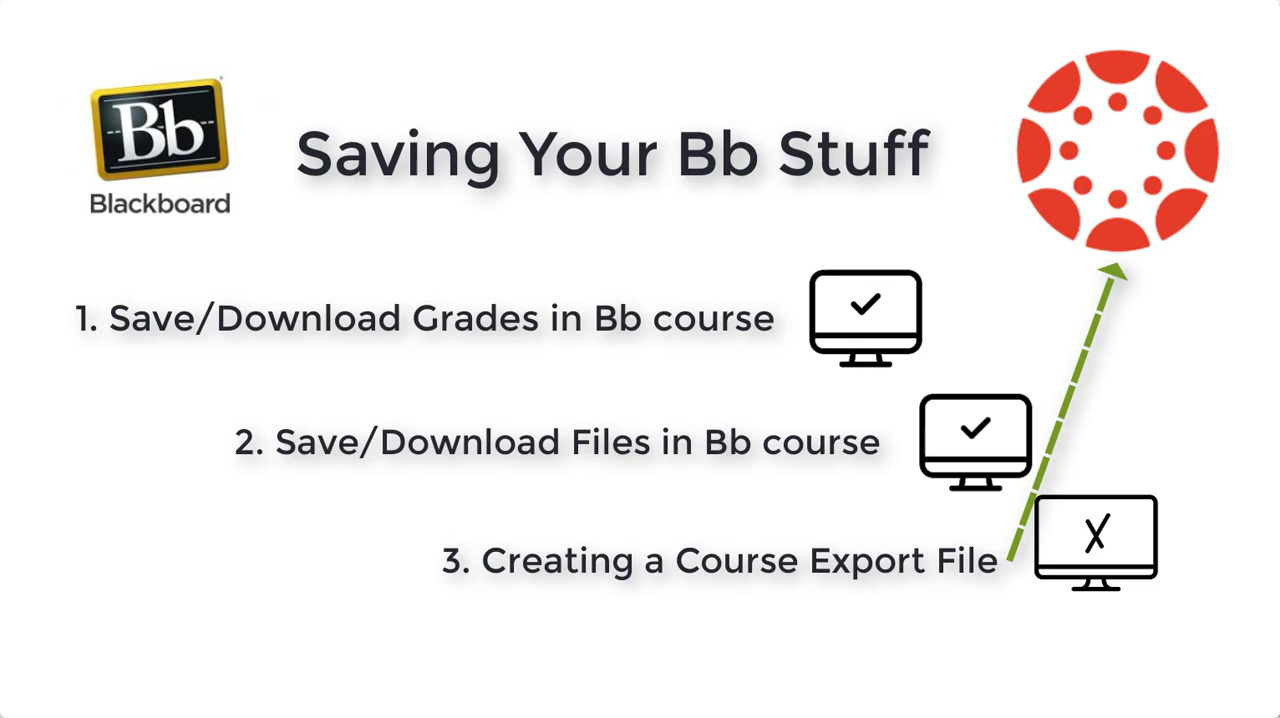 Bb
Blackboard
Saving Your Bb Stuff
1. Save/Download Grades in Bb course
2. Save/Download Files in Bb course
3. Creating a Course Export File